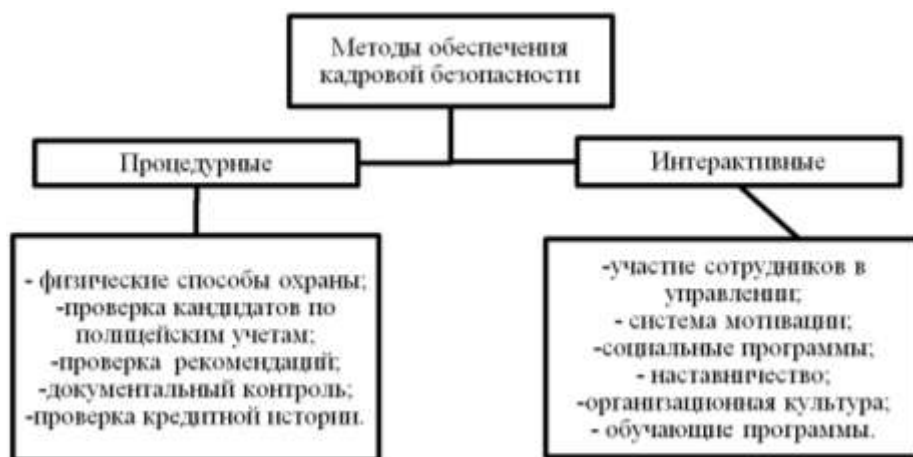 Методы обеспечения
кадровой безопасности
Процедурные
Интерактивные
- физические способы охраны;
-проверка кандидатов по
полицейским учетам;
-проверка рекомендаций;
-документальный контроль;
-проверка кредитной истории.
-участие сотрудников в
управлении;
- система мотивации;
-социальные программы;
- наставничество;
-организационная культура;
- обучающие программы.